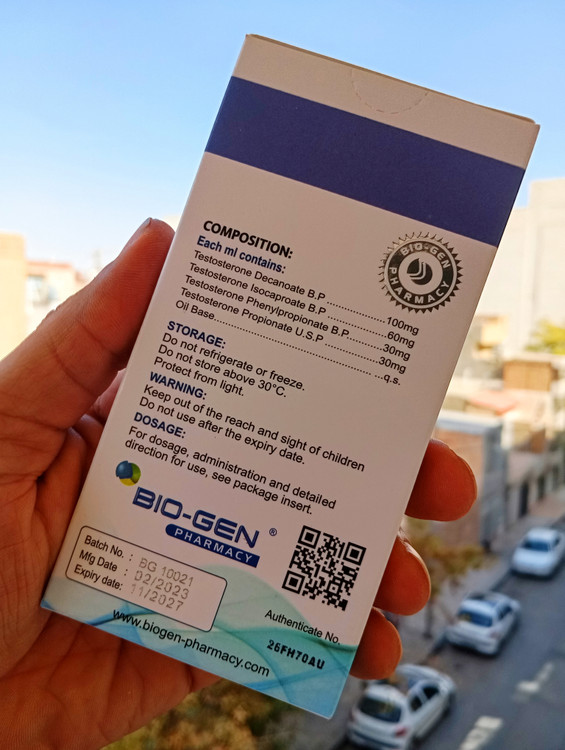 COMPOSITION:
Each ml contains:
Testosterone Decanoate B.P ................ 100mg
Testosterone Isocaproate B.P ............... 60mg
Testosterone Phenylpropionate B.P ......... 30mg
Testosterone Propionate U.S.P .............. 30mg
Oil Base.......................................... q.s.
BIO-GEN
PHARMACY
STORAGE:
Do not refrigerate or freeze.
Do not store above 30°C.
Protect from light.
WARNING:
Keep out of the reach and sight of children
Do not use after the expiry date.
DOSAGE:
For dosage, administration and detailed
direction for use, see package insert.
BIO-GEN ®
PHARMACY
Batch No. : BG 10021
Mfg Date : 02/2023
Expiry date: 11/2027
Authenticate No.
26FH70AU
www.biogen-pharmacy.com